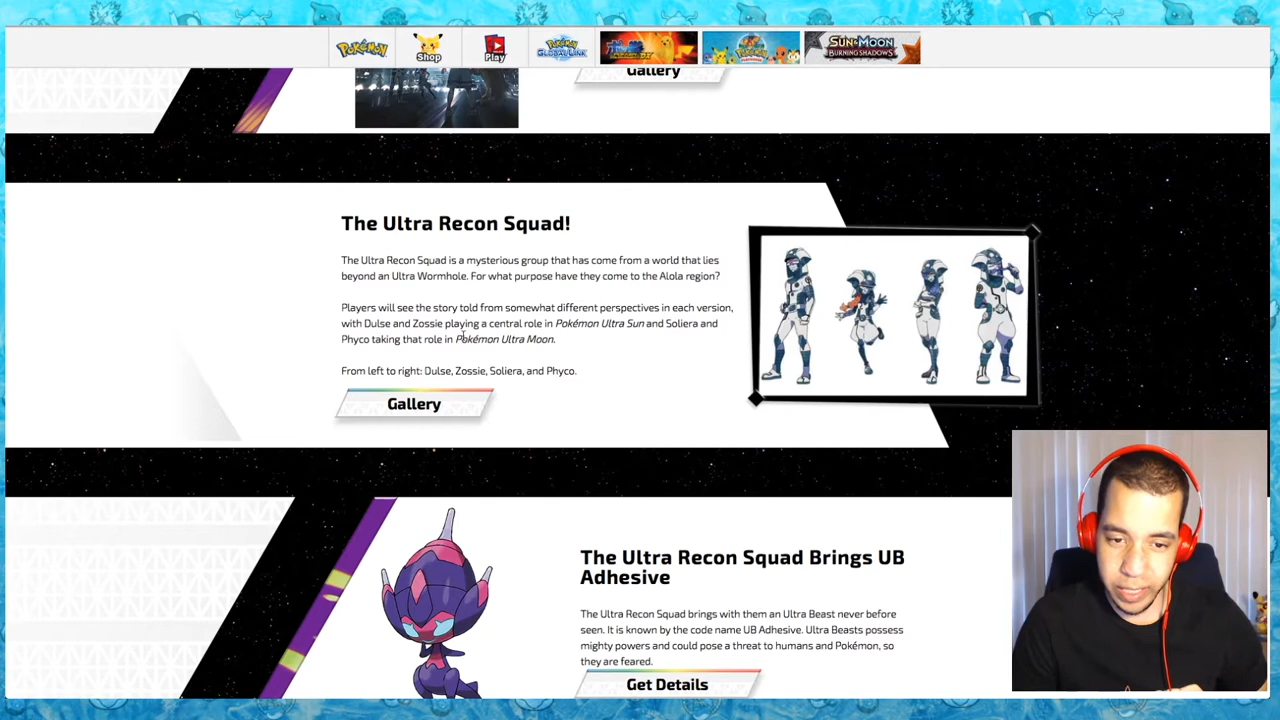 Pokémon
Shop
Play
Pokémon
GLOBAL LINK
SUN & MOON
BURNING SHADOWS
Gallery
The Ultra Recon Squad!
The Ultra Recon Squad is a mysterious group that has come from a world that lies
beyond an Ultra Wormhole. For what purpose have they come to the Alola region?
Players will see the story told from somewhat different perspectives in each version,
with Dulse and Zossie playing a central role in Pokémon Ultra Sun and Soliera and
Phyco taking that role in Pokémon Ultra Moon.
From left to right: Dulse, Zossie, Soliera, and Phyco.
Gallery
The Ultra Recon Squad Brings UB
Adhesive
The Ultra Recon Squad brings with them an Ultra Beast never before
seen. It is known by the code name UB Adhesive. Ultra Beasts possess
mighty powers and could pose a threat to humans and Pokémon, so
they are feared.
Get Details